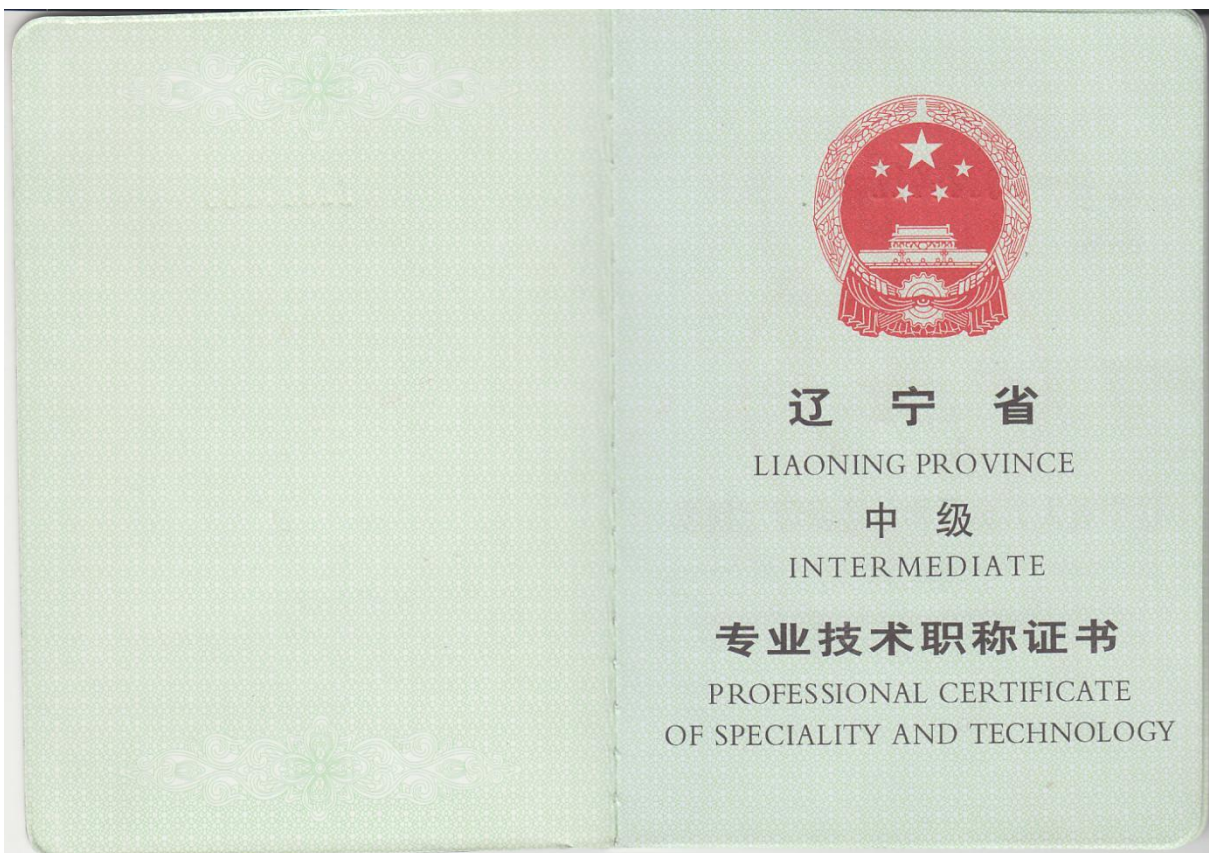 辽宁省
LIAONING PROVINCE
中级
INTERMEDIATE
专业技术职称证书
PROFESSIONAL CERTIFICATE
OF SPECIALITY AND TECHNOLOGY